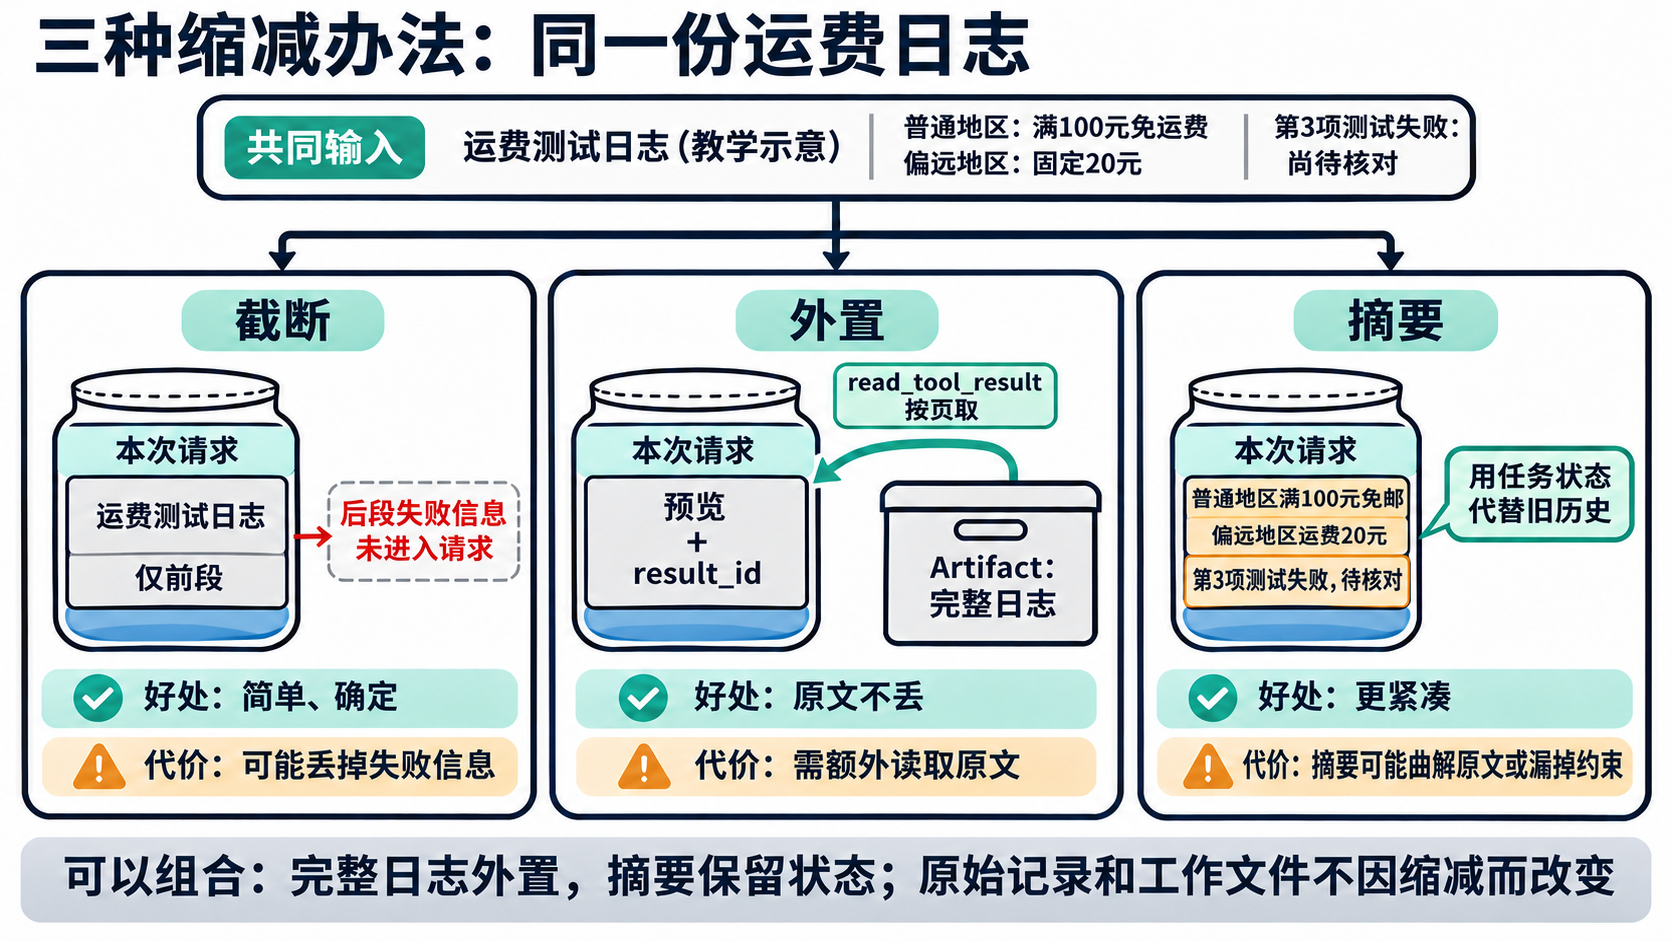 三种缩减办法：同一份运费日志
共同输入
运费测试日志（教学示意）
普通地区：满100元免运费
偏远地区：固定20元
第3项测试失败：
尚待核对
截断
本次请求
运费测试日志
仅前段
后段失败信息
未进入请求
好处：简单、确定
代价：可能丢掉失败信息
外置
read_tool_result
按页取
本次请求
预览
+
result_id
Artifact：
完整日志
好处：原文不丢
代价：需额外读取原文
摘要
本次请求
普通地区满100元免邮
偏远地区运费20元
第3项测试失败，待核对
用任务状态
代替旧历史
好处：更紧凑
代价：摘要可能曲解原文或漏掉约束
可以组合：完整日志外置，摘要保留状态；原始记录和工作文件不因缩减而改变